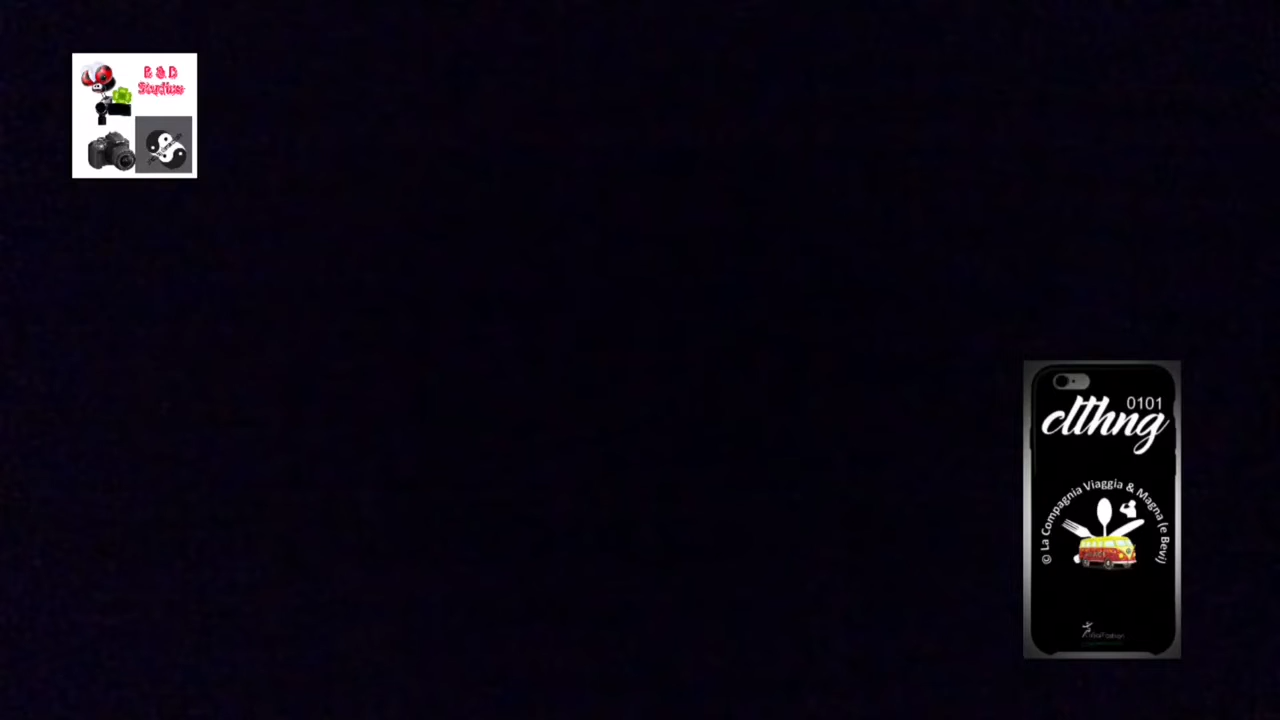 B & B
Studios
0101
clthng
© La Compagnia Viaggia & Magna (e Bevi)